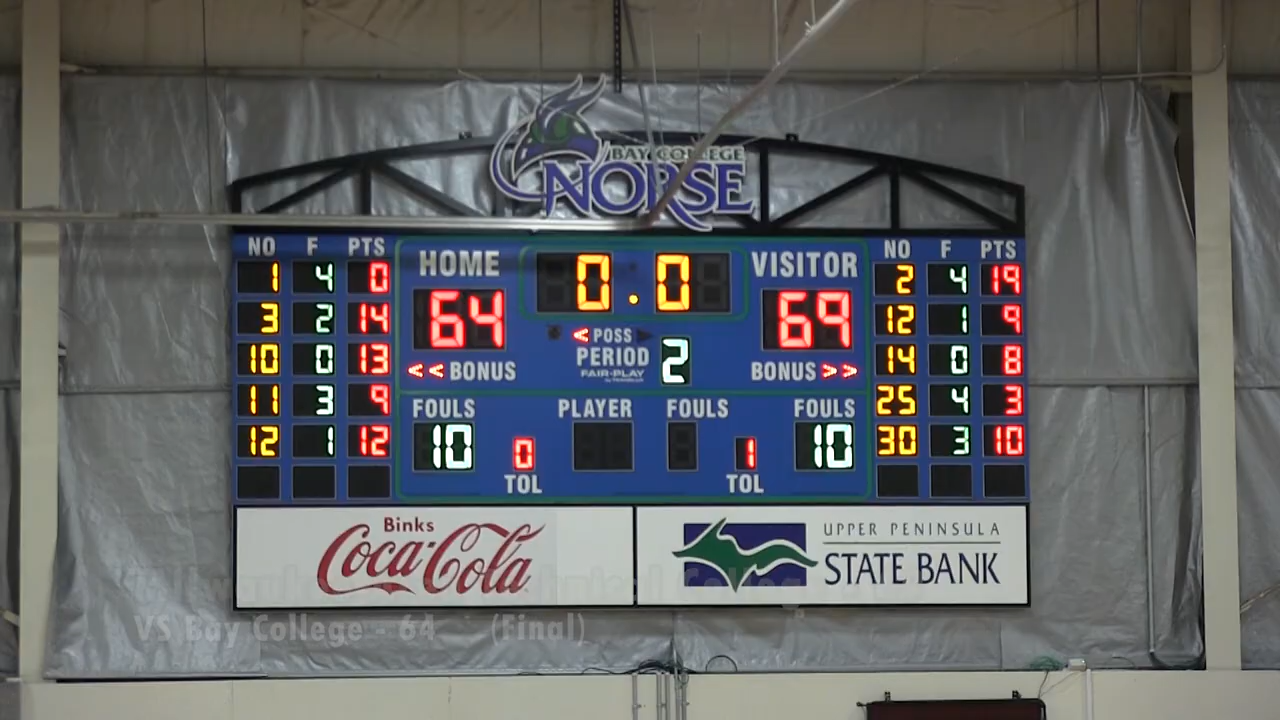 BAY COLLEGE
NORSE
NO F PTS HOME 0.0 VISITOR NO F PTS
1 4 0 64 69 2 4 19
3 2 14 < POSS 12 1 9
10 0 13 << BONUS PERIOD 2 BONUS >> 14 0 8
FAIR-PLAY
11 3 9 FOULS PLAYER FOULS FOULS 25 4 3
12 1 12 10 0 1 10 30 3 10
TOL TOL
Binks
Coca-Cola
UPPER PENINSULA
STATE BANK
VS Bay College - 64 (Final)